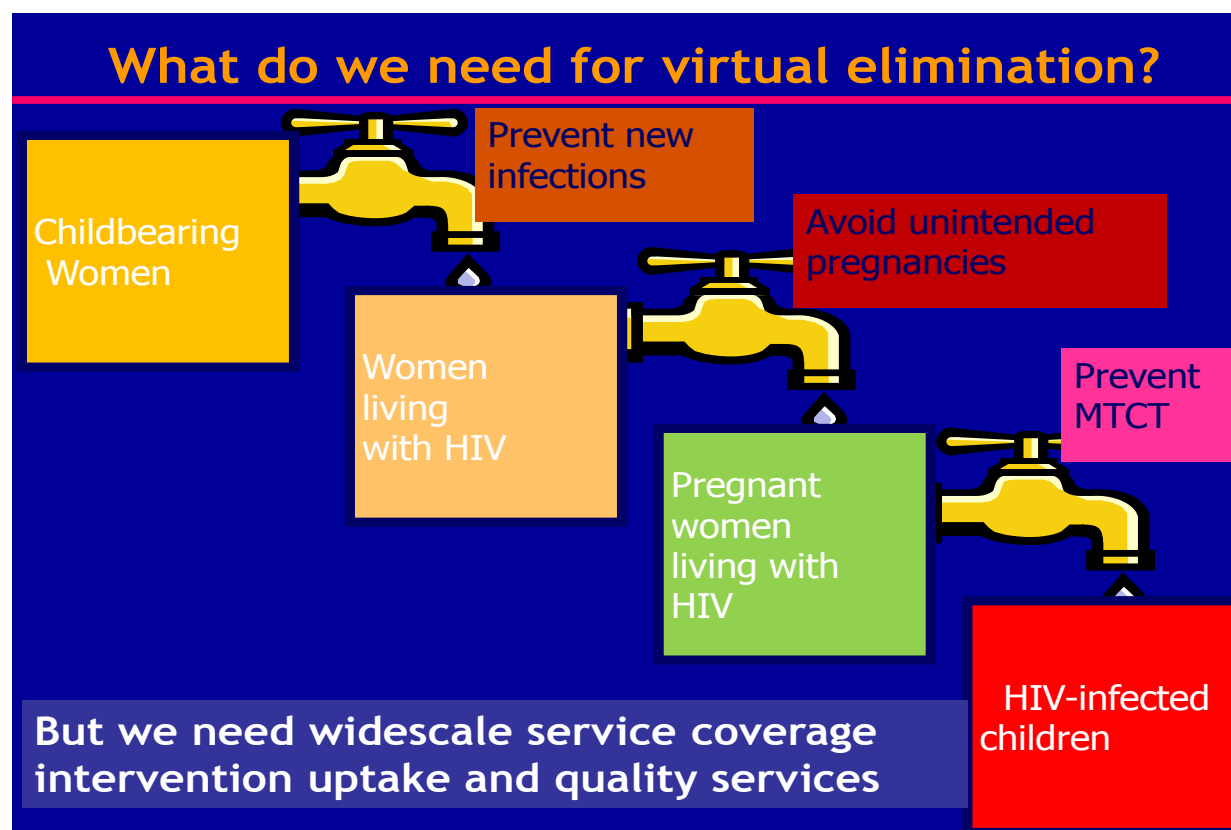 What do we need for virtual elimination?
Prevent new
infections
Childbearing
Women
Avoid unintended
pregnancies
Women
living
with HIV
Prevent
MTCT
Pregnant
women
living with
HIV
HIV-infected
children
But we need widescale service coverage
intervention uptake and quality services